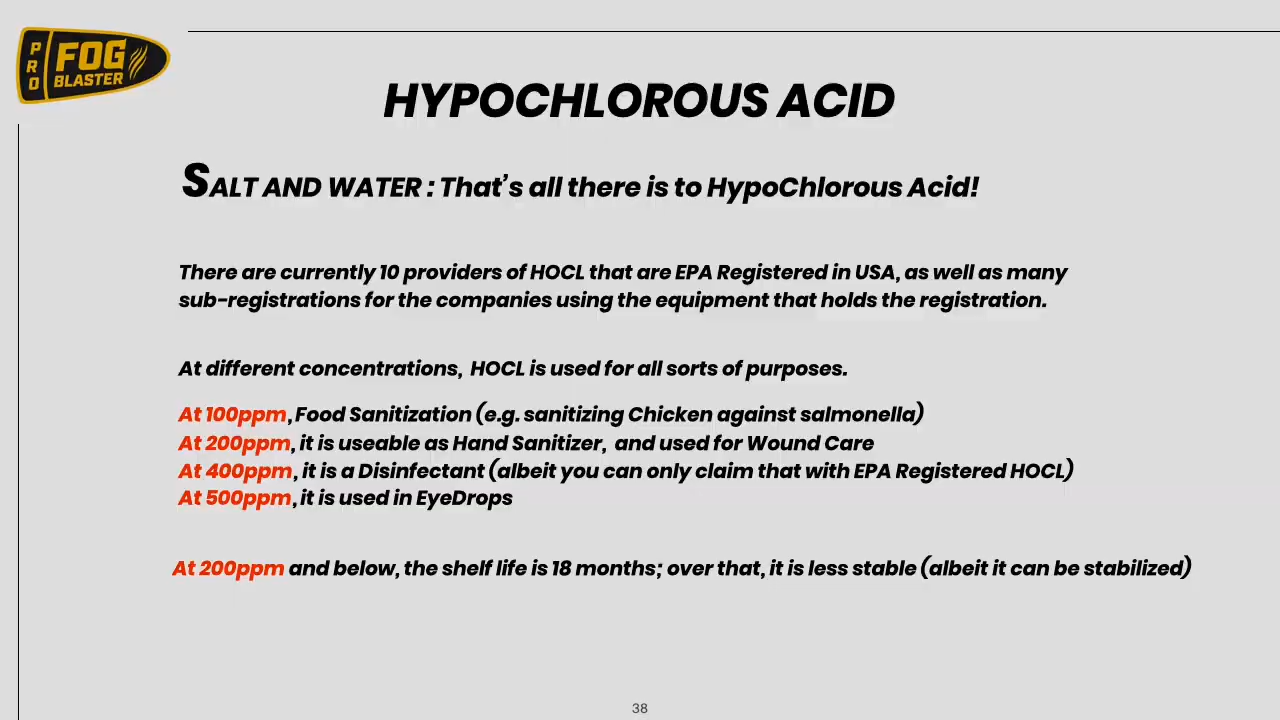 PRO
FOG
BLASTER
HYPOCHLOROUS ACID
SALT AND WATER : That's all there is to HypoChlorous Acid!
There are currently 10 providers of HOCL that are EPA Registered in USA, as well as many
sub-registrations for the companies using the equipment that holds the registration.
At different concentrations, HOCL is used for all sorts of purposes.
At 100ppm, Food Sanitization (e.g. sanitizing Chicken against salmonella)
At 200ppm, it is useable as Hand Sanitizer, and used for Wound Care
At 400ppm, it is a Disinfectant (albeit you can only claim that with EPA Registered HOCL)
At 500ppm, it is used in EyeDrops
At 200ppm and below, the shelf life is 18 months; over that, it is less stable (albeit it can be stabilized)
38